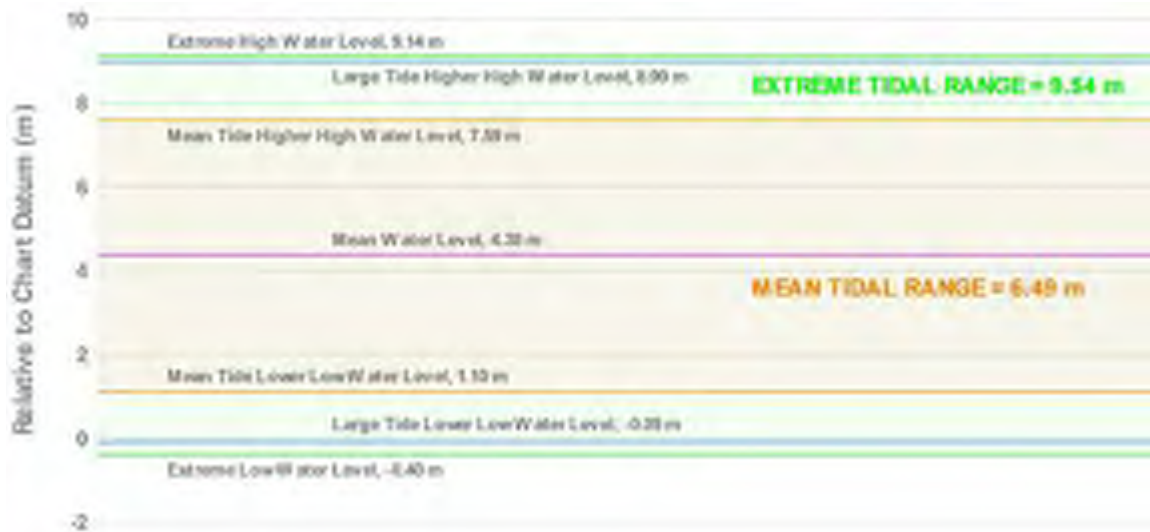 10
Extreme High Water Level, 9.14 m
Large Tide Higher High Water Level, 8.99 m
EXTREME TIDAL RANGE = 9.54 m
8
Mean Tide Higher High Water Level, 7.59 m
6
Mean Water Level, m
4
MEAN TIDAL RANGE = 6.49 m
2
Mean Tide Lower Low Water Level, 1.10 m
Large Tide Lower Low Water Level, m
0
Extreme Low Water Level, -0.40 m
-2
Relative to Chart Datum (m)